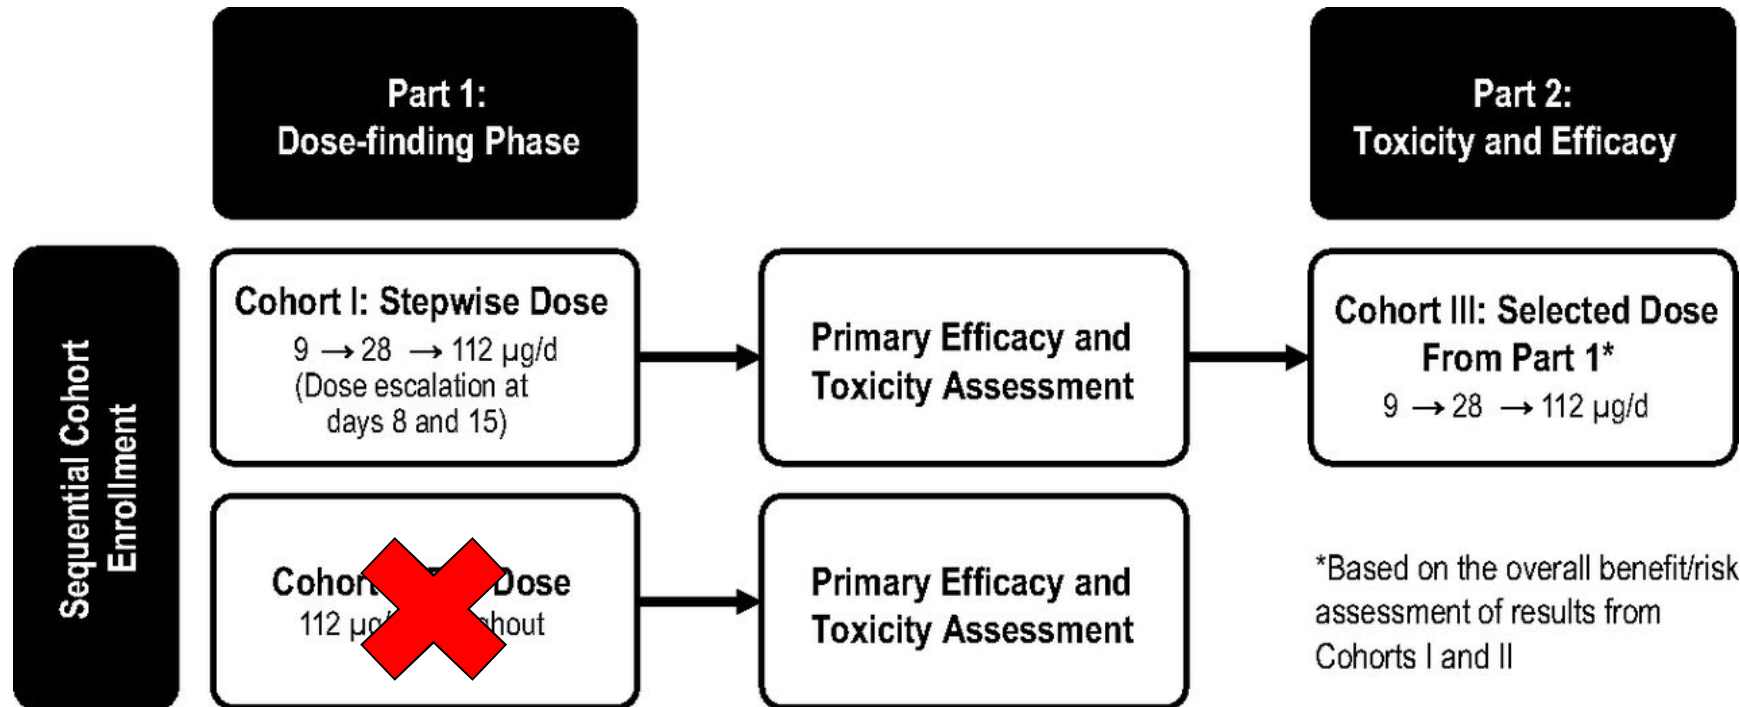 Part 1:
Dose-finding Phase
Part 2:
Toxicity and Efficacy
Sequential Cohort
Enrollment
Cohort I: Stepwise Dose
9 → 28 → 112 µg/d
(Dose escalation at
days 8 and 15)
Primary Efficacy and
Toxicity Assessment
Cohort III: Selected Dose
From Part 1*
9 → 28 → 112 µg/d
Dose
112
Primary Efficacy and
Toxicity Assessment
*Based on the overall benefit/risk
assessment of results from
Cohorts I and II